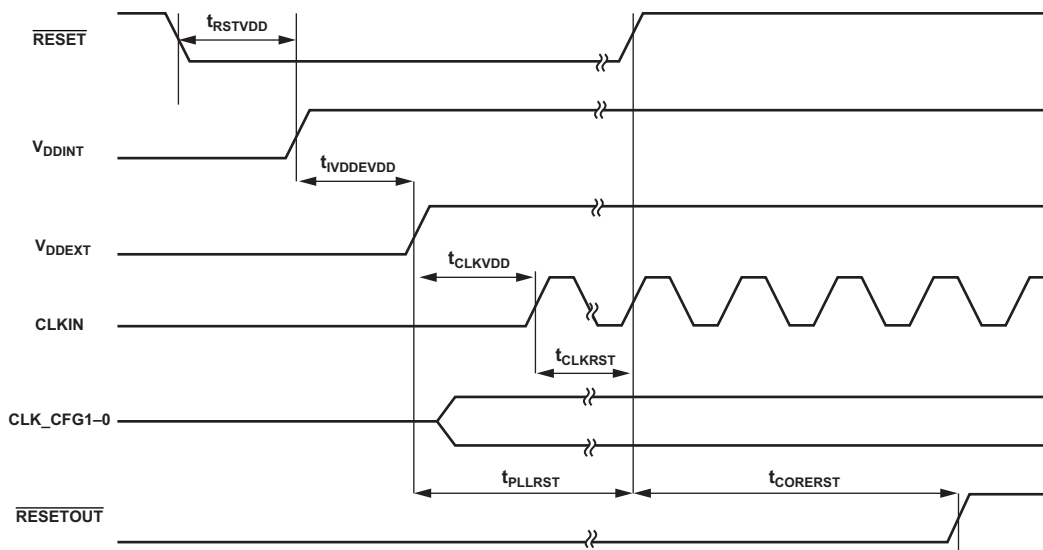 tRSTVDD
RESET
VDDINT
tIVDDEVDD
VDDEXT
tCLKVDD
CLKIN
tCLKRST
CLK_CFG1–0
tPLLRST
tCORERST
RESETOUT